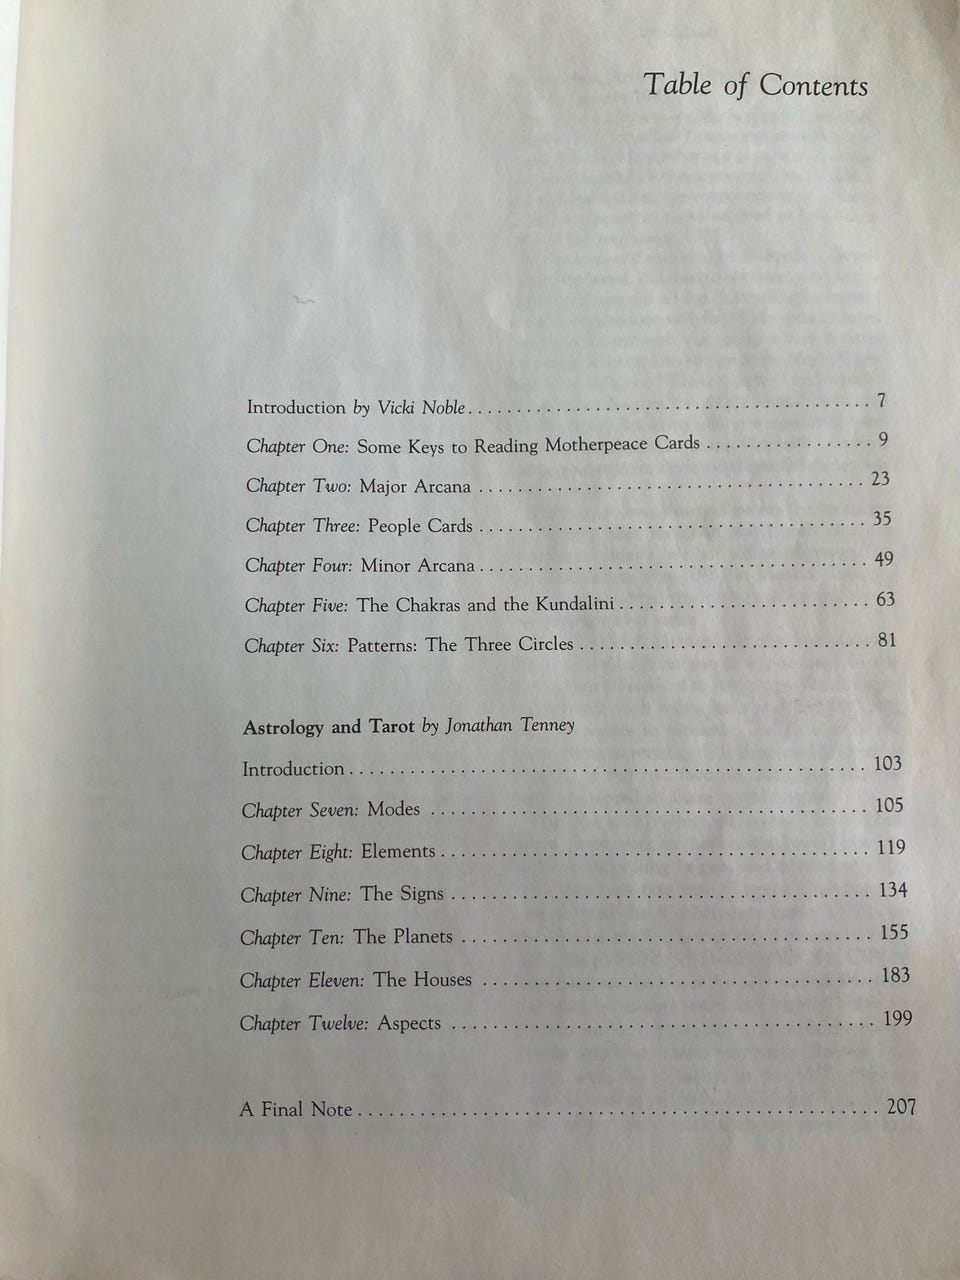 Table of Contents
Introduction by Vicki Noble. . . . . . . . . . . . . . . . . . . . . . . . . . . . . . . . . . . . . . . 7
Chapter One: Some Keys to Reading Motherpeace Cards . . . . . . . . . . . . . . . . . 9
Chapter Two: Major Arcana . . . . . . . . . . . . . . . . . . . . . . . . . . . . . . . . . . . . . 23
Chapter Three: People Cards . . . . . . . . . . . . . . . . . . . . . . . . . . . . . . . . . . . . . 35
Chapter Four: Minor Arcana . . . . . . . . . . . . . . . . . . . . . . . . . . . . . . . . . . . . . 49
Chapter Five: The Chakras and the Kundalini . . . . . . . . . . . . . . . . . . . . . . . . 63
Chapter Six: Patterns: The Three Circles . . . . . . . . . . . . . . . . . . . . . . . . . . . . 81
Astrology and Tarot by Jonathan Tenney
Introduction . . . . . . . . . . . . . . . . . . . . . . . . . . . . . . . . . . . . . . . . . . . . . . . . . 103
Chapter Seven: Modes . . . . . . . . . . . . . . . . . . . . . . . . . . . . . . . . . . . . . . . . . 105
Chapter Eight: Elements . . . . . . . . . . . . . . . . . . . . . . . . . . . . . . . . . . . . . . . . 119
Chapter Nine: The Signs . . . . . . . . . . . . . . . . . . . . . . . . . . . . . . . . . . . . . . . 134
Chapter Ten: The Planets . . . . . . . . . . . . . . . . . . . . . . . . . . . . . . . . . . . . . . . 155
Chapter Eleven: The Houses . . . . . . . . . . . . . . . . . . . . . . . . . . . . . . . . . . . . . 183
Chapter Twelve: Aspects . . . . . . . . . . . . . . . . . . . . . . . . . . . . . . . . . . . . . . . . 199
A Final Note . . . . . . . . . . . . . . . . . . . . . . . . . . . . . . . . . . . . . . . . . . . . . . . . . 207